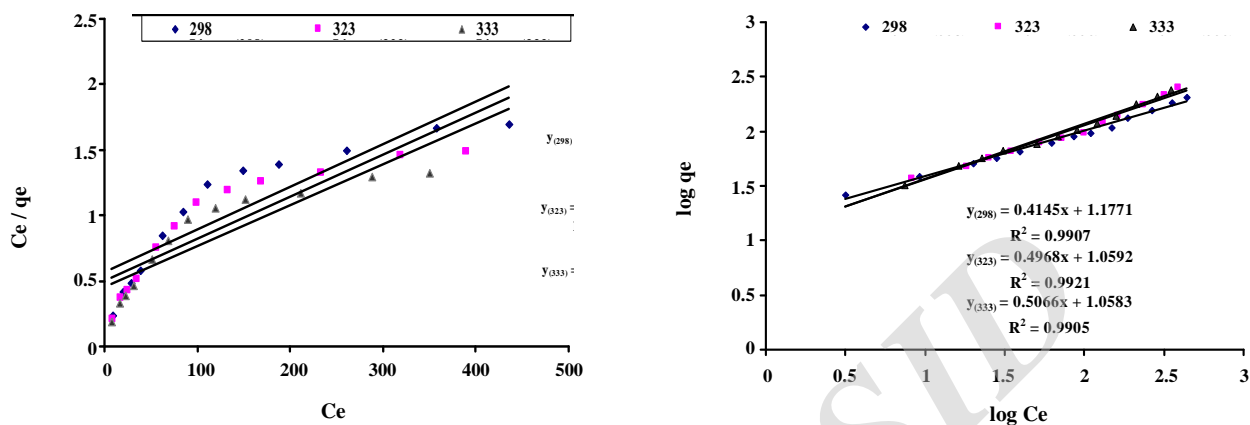 2.5
298 323 333
2
1.5
1
0.5
0
0 100 200 300 400 500
Ce / qe
Ce
y(298)
y(323) =
y(333) =
298 323 333
3
2.5
2
1.5
1
0.5
0
0 0.5 1 1.5 2 2.5 3
log qe
log Ce
y(298) = 0.4145x + 1.1771
R² = 0.9907
y(323) = 0.4968x + 1.0592
R² = 0.9921
y(333) = 0.5066x + 1.0583
R² = 0.9905
SID